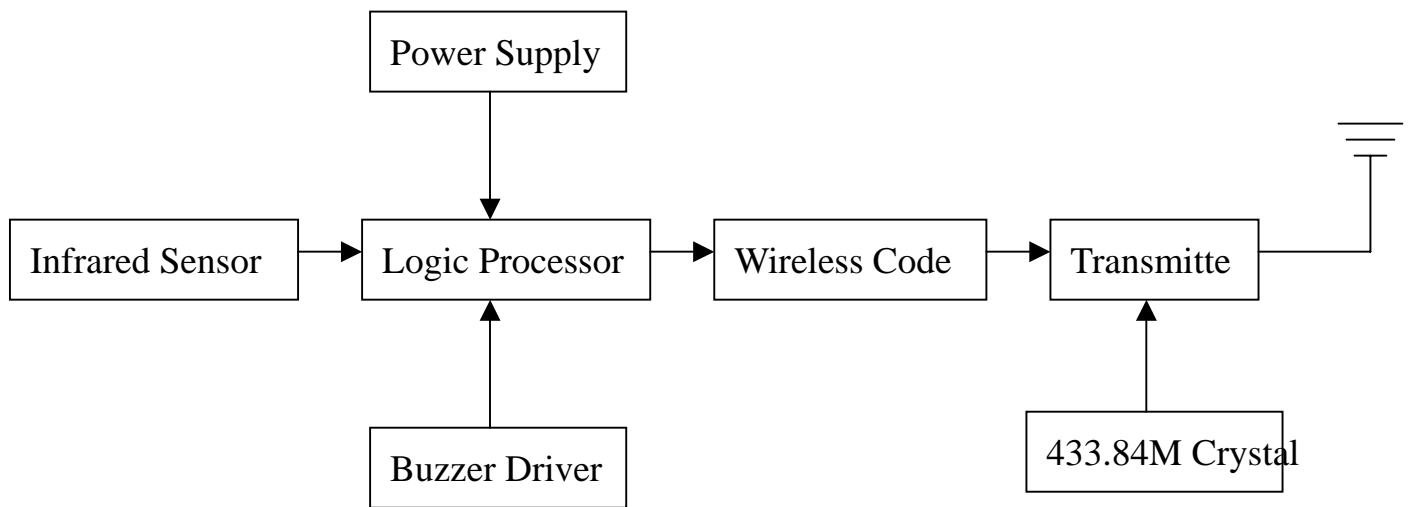 Power Supply
Infrared Sensor
Logic Processor
Wireless Code
Transmitte
Buzzer Driver
433.84M Crystal